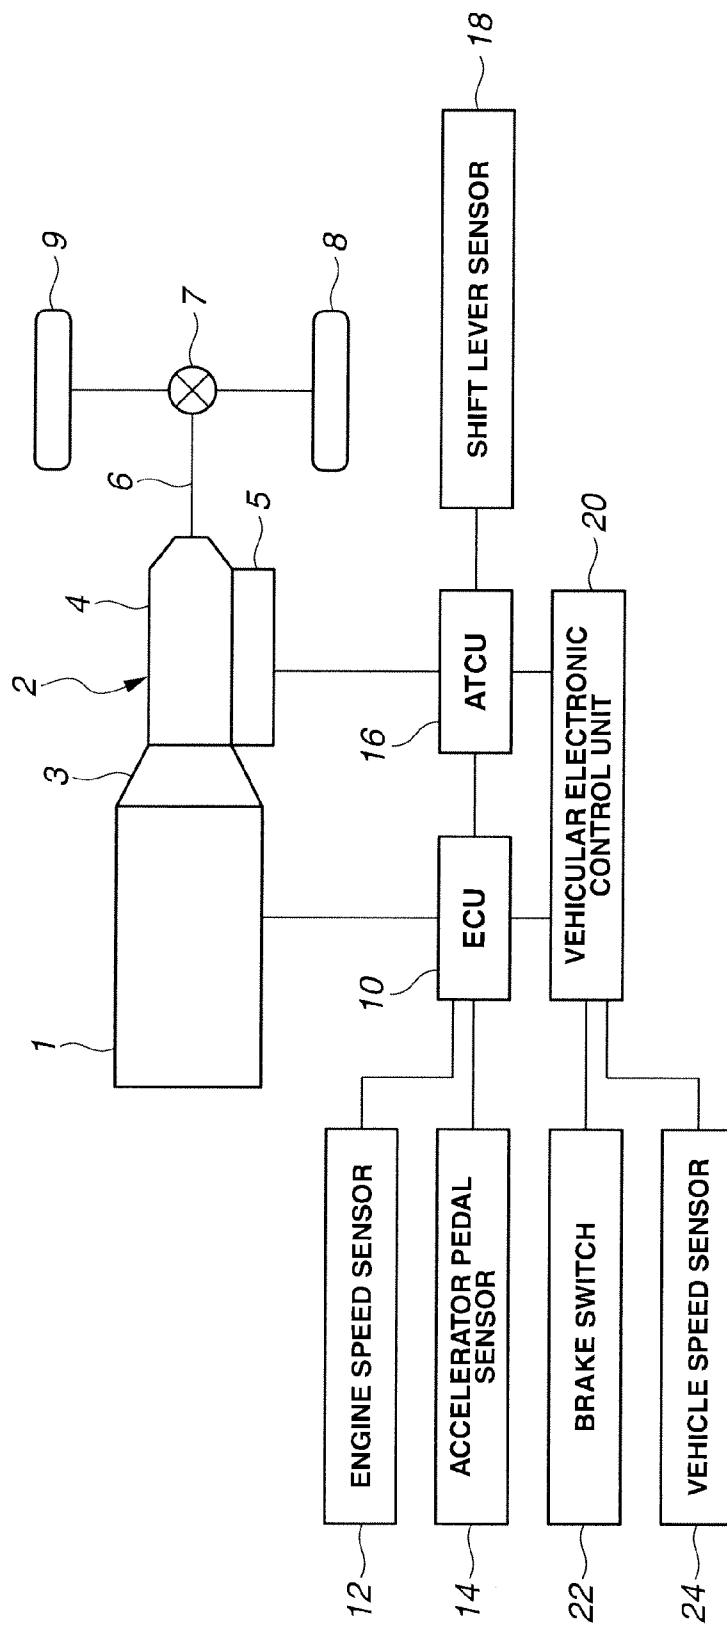 1
2
3
4
5
6
7
8
9
10
ECU
16
ATCU
12
ENGINE SPEED SENSOR
14
ACCELERATOR PEDAL
SENSOR
18
SHIFT LEVER SENSOR
20
VEHICULAR ELECTRONIC
CONTROL UNIT
22
BRAKE SWITCH
24
VEHICLE SPEED SENSOR